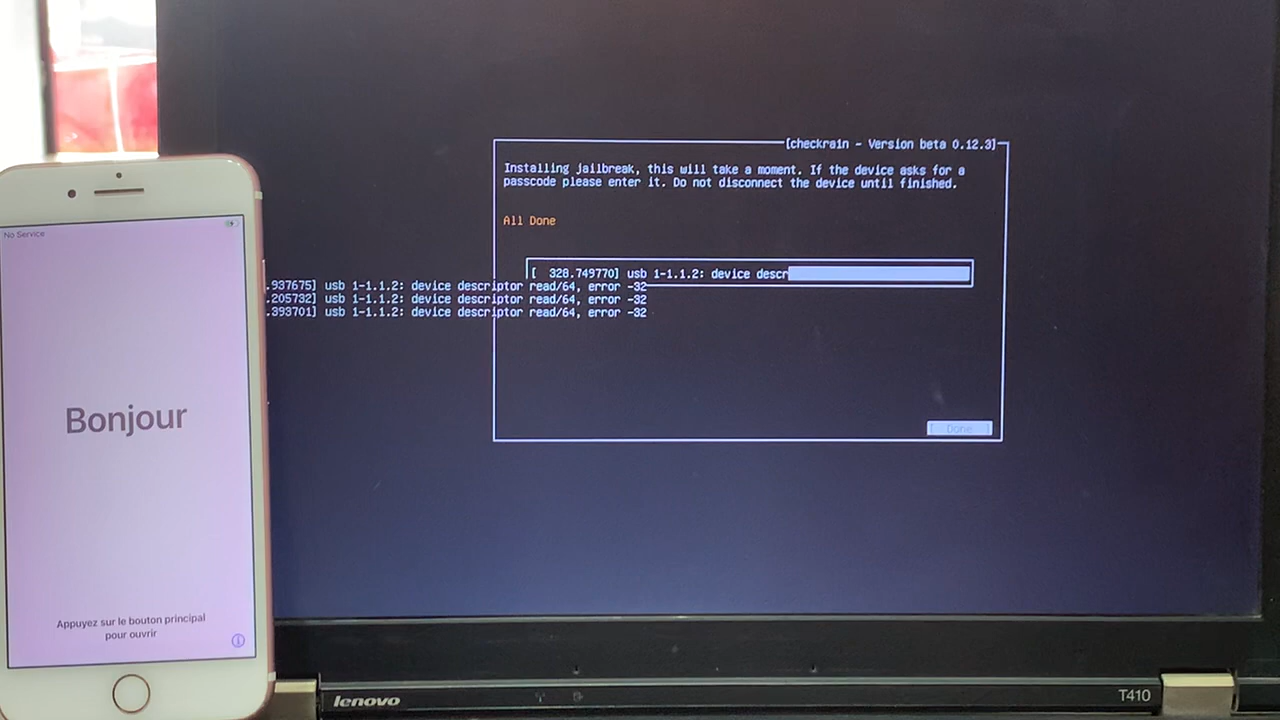 No Service
Bonjour
Appuyez sur le bouton principal
pour ouvrir
[checkra1n - Version beta 0.12.3]
Installing jailbreak, this will take a moment. If the device asks for a
passcode please enter it. Do not disconnect the device until finished.
All Done
[ 328.749770] usb 1-1.1.2: device descr
.937675] usb 1-1.1.2: device descriptor read/64, error -32
.205732] usb 1-1.1.2: device descriptor read/64, error -32
.393701] usb 1-1.1.2: device descriptor read/64, error -32
[ Done ]
lenovo
T410